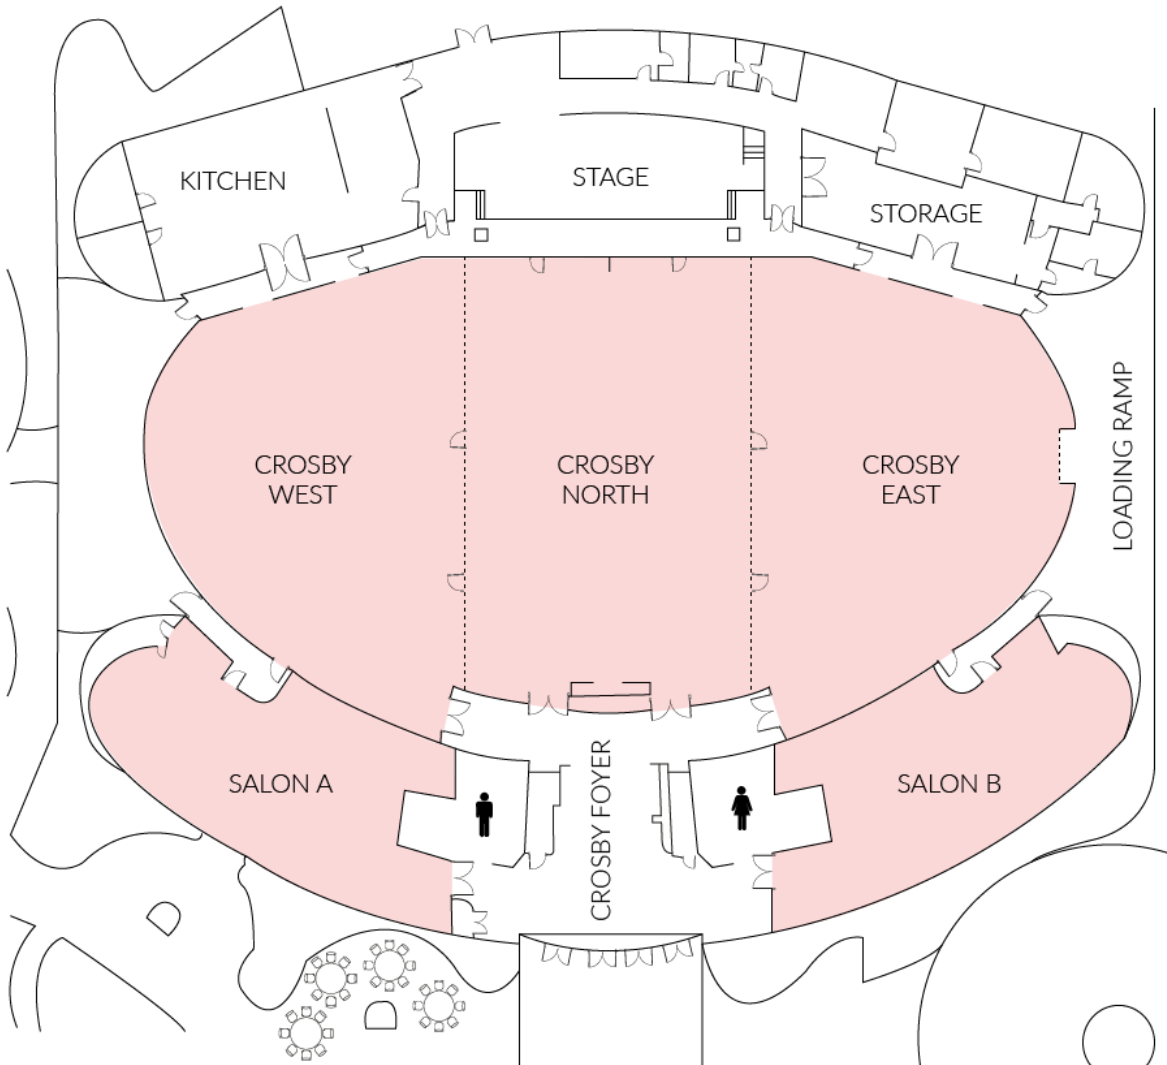 KITCHEN
STAGE
STORAGE
CROSBY
WEST
CROSBY
NORTH
CROSBY
EAST
LOADING RAMP
SALON A
CROSBY FOYER
SALON B